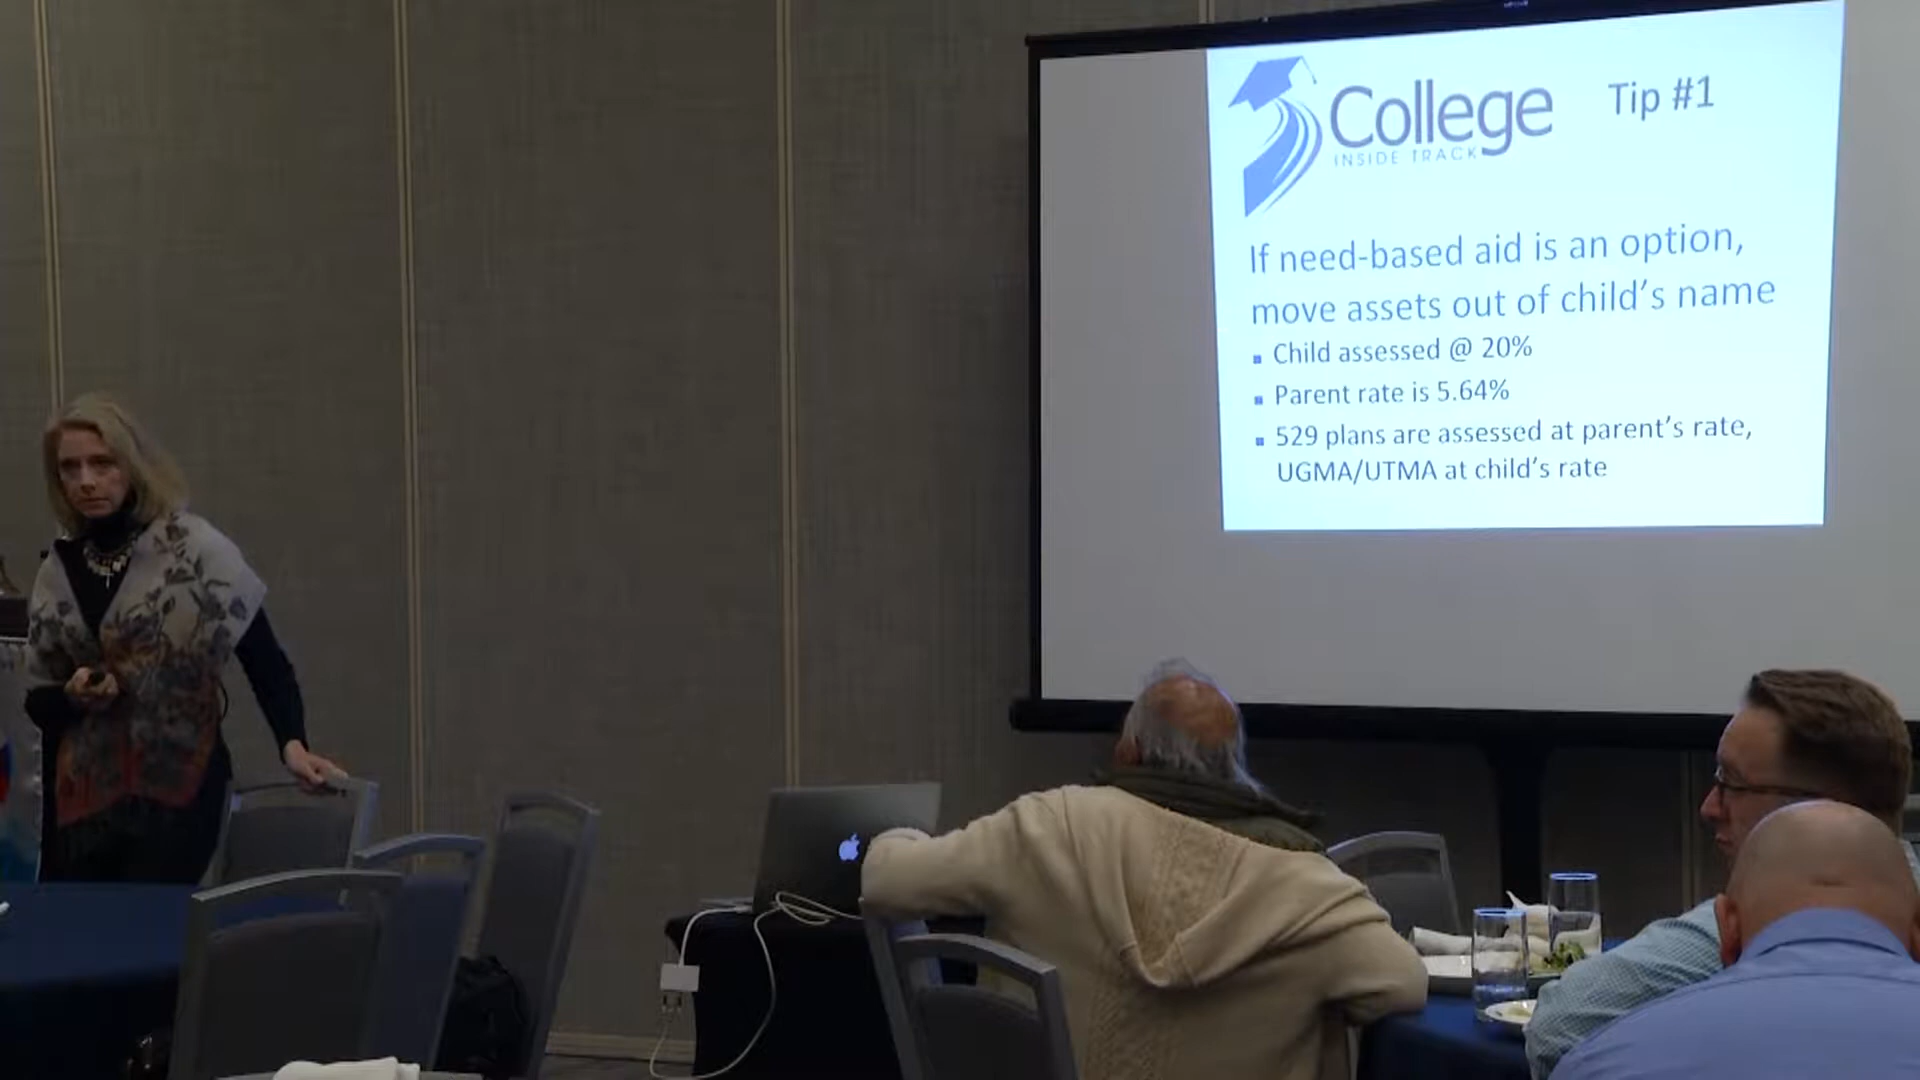 College
INSIDE TRACK
Tip #1
If need-based aid is an option,
move assets out of child's name
▪ Child assessed @ 20%
▪ Parent rate is 5.64%
▪ 529 plans are assessed at parent's rate,
UGMA/UTMA at child's rate